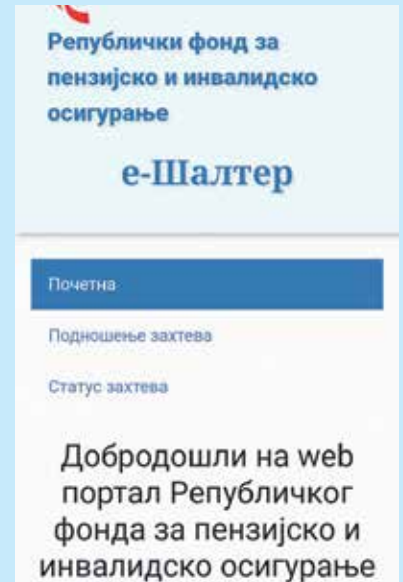 Републички фонд за
пензијско и инвалидско
осигурање
е-Шалтер
Почетна
Подношење захтева
Статус захтева
Добродошли на web
портал Републичког
фонда за пензијско и
инвалидско осигурање